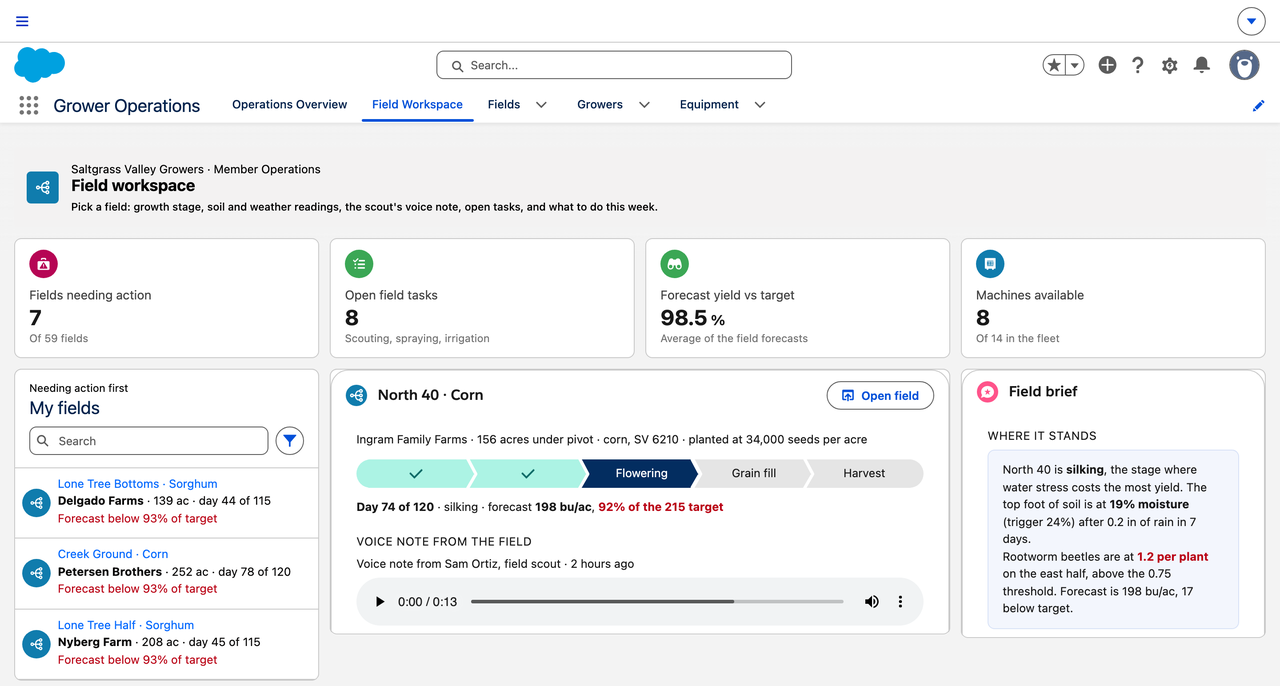 Search...
Grower Operations
Operations Overview
Field Workspace
Fields
Growers
Equipment
Saltgrass Valley Growers · Member Operations
Field workspace
Pick a field: growth stage, soil and weather readings, the scout's voice note, open tasks, and what to do this week.
Fields needing action
7
Of 59 fields
Open field tasks
8
Scouting, spraying, irrigation
Forecast yield vs target
98.5 %
Average of the field forecasts
Machines available
8
Of 14 in the fleet
Needing action first
My fields
Search
Lone Tree Bottoms · Sorghum
Delgado Farms · 139 ac · day 44 of 115
Forecast below 93% of target
Creek Ground · Corn
Petersen Brothers · 252 ac · day 78 of 120
Forecast below 93% of target
Lone Tree Half · Sorghum
Nyberg Farm · 208 ac · day 45 of 115
Forecast below 93% of target
North 40 · Corn
Open field
Ingram Family Farms · 156 acres under pivot · corn, SV 6210 · planted at 34,000 seeds per acre
Flowering
Grain fill
Harvest
Day 74 of 120 · silking · forecast 198 bu/ac, 92% of the 215 target
VOICE NOTE FROM THE FIELD
Voice note from Sam Ortiz, field scout · 2 hours ago
0:00 / 0:13
Field brief
WHERE IT STANDS
North 40 is silking, the stage where
water stress costs the most yield. The
top foot of soil is at 19% moisture
(trigger 24%) after 0.2 in of rain in 7
days.
Rootworm beetles are at 1.2 per plant
on the east half, above the 0.75
threshold. Forecast is 198 bu/ac, 17
below target.